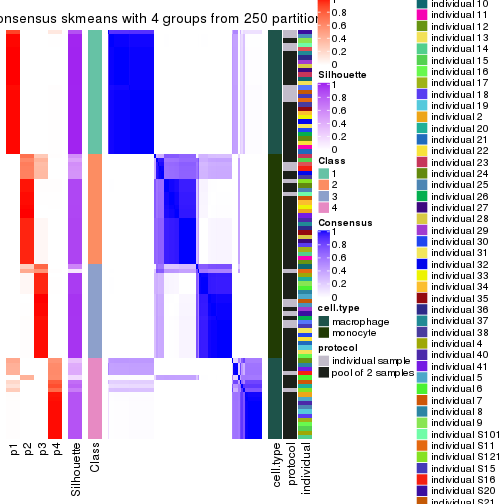 onsensus skmeans with 4 groups from 250 partition
0.8
0.6
0.4
0.2
0
Silhouette
1
0.8
0.6
0.4
0.2
0
Class
1
2
3
4
Consensus
1
0.8
0.6
0.4
0.2
0
cell.type
macrophage
monocyte
protocol
individual sample
pool of 2 samples
p1
p2
p3
p4
Silhouette
Class
cell.type
protocol
individual
individual 10
individual 11
individual 12
individual 13
individual 14
individual 15
individual 16
individual 17
individual 18
individual 19
individual 2
individual 20
individual 21
individual 22
individual 23
individual 24
individual 25
individual 26
individual 27
individual 28
individual 29
individual 30
individual 31
individual 32
individual 33
individual 34
individual 35
individual 36
individual 37
individual 38
individual 4
individual 40
individual 41
individual 5
individual 6
individual 7
individual 8
individual 9
individual S101
individual S11
individual S121
individual S15
individual S16
individual S20
individual S21